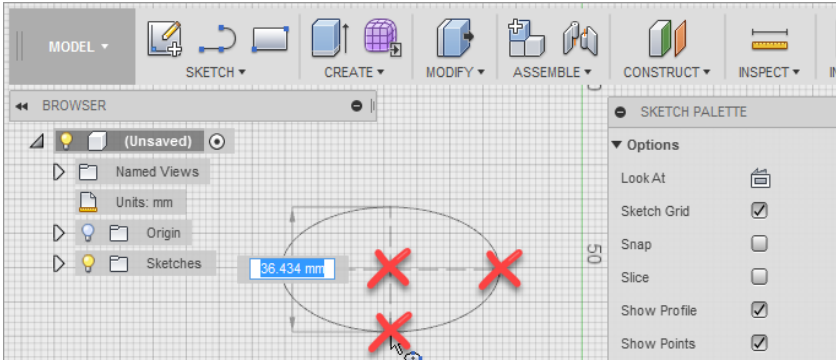 MODEL
SKETCH
CREATE
MODIFY
ASSEMBLE
CONSTRUCT
INSPECT
BROWSER
SKETCH PALETTE
(Unsaved)
Options
Named Views
Look At
Units: mm
Sketch Grid
Origin
Snap
50
Sketches
36.434 mm
Slice
Show Profile
Show Points